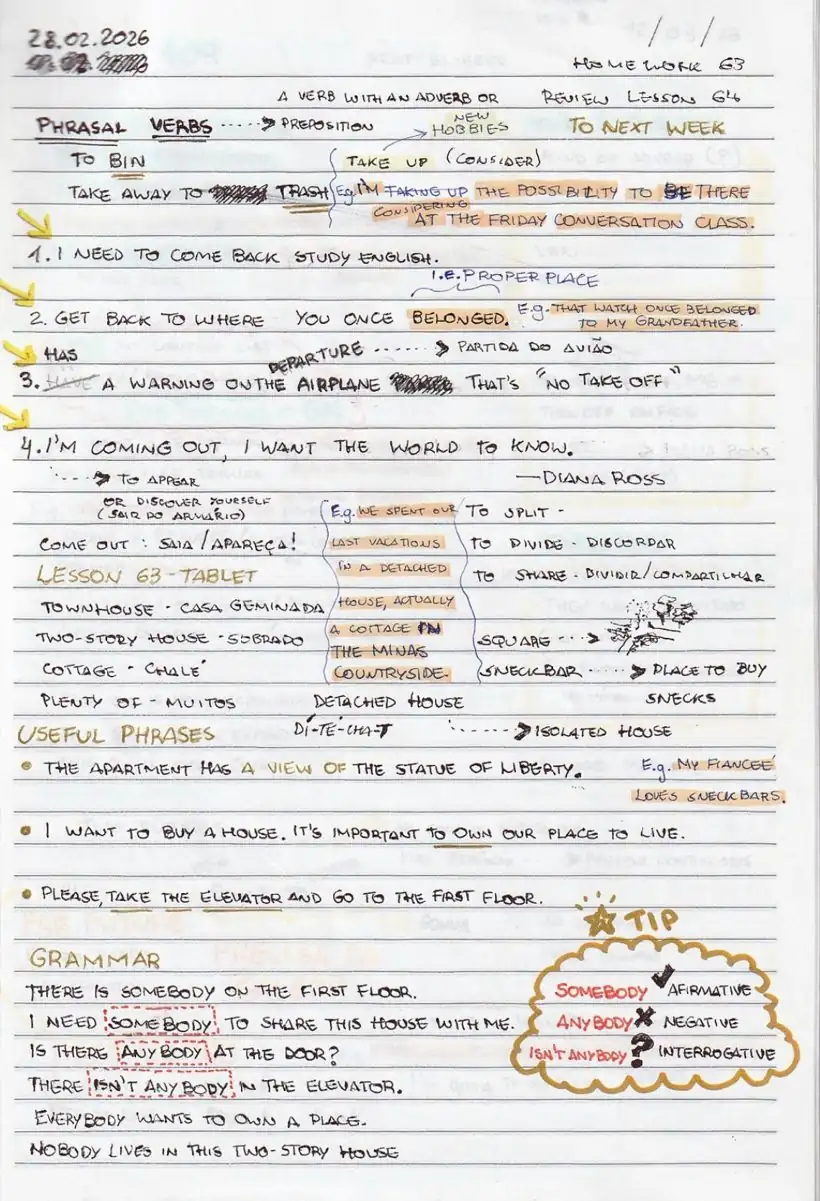 28.02.2026
HOMEWORK 63
A VERB WITH AN ADVERB OR
REVIEW LESSON 64
PHRASAL VERBS PREPOSITION
NEW HOBBIES
TO NEXT WEEK
TO BIN
TAKE UP (CONSIDER)
TAKE AWAY TO TRASH
E.g. I'M TAKING UP THE POSSIBILITY TO BE THERE
CONSIDERING
AT THE FRIDAY CONVERSATION CLASS.
1. I NEED TO COME BACK STUDY ENGLISH.
I.E. PROPER PLACE
2. GET BACK TO WHERE YOU ONCE BELONGED.
E.g. THAT WATCH ONCE BELONGED
TO MY GRANDFATHER.
HAS
DEPARTURE PARTIDA DO AVIÃO
3. HAVE A WARNING ON THE AIRPLANE THAT'S "NO TAKE OFF"
4. I'M COMING OUT, I WANT THE WORLD TO KNOW.
TO APPEAR
— DIANA ROSS
OR DISCOVER YOURSELF
(SAIR DO ARMÁRIO)
COME OUT : SAIA / APAREÇA!
E.g. WE SPENT OUR
LAST VACATIONS
IN A DETACHED
HOUSE, ACTUALLY
A COTTAGE IN
THE MINAS
COUNTRYSIDE.
TO SPLIT -
TO DIVIDE - DISCORDAR
TO SHARE - DIVIDIR/COMPARTILHAR
LESSON 63 - TABLET
TOWNHOUSE - CASA GEMINADA
TWO-STORY HOUSE - SOBRADO
SQUARE
COTTAGE - CHALÉ
SNECKBAR PLACE TO BUY
SNECKS
PLENTY OF - MUITOS
DETACHED HOUSE
DÍ-TÉ-CHA-T
ISOLATED HOUSE
USEFUL PHRASES
• THE APARTMENT HAS A VIEW OF THE STATUE OF LIBERTY.
E.g. MY FIANCEÉ
LOVES SNECKBARS.
• I WANT TO BUY A HOUSE. IT'S IMPORTANT TO OWN OUR PLACE TO LIVE.
• PLEASE, TAKE THE ELEVATOR AND GO TO THE FIRST FLOOR.
TIP
SOMEBODY ✓ AFIRMATIVE
ANYBODY ✗ NEGATIVE
ISN'T ANYBODY ? INTERROGATIVE
GRAMMAR
THERE IS SOMEBODY ON THE FIRST FLOOR.
I NEED SOMEBODY TO SHARE THIS HOUSE WITH ME.
IS THERE ANYBODY AT THE DOOR?
THERE ISN'T ANYBODY IN THE ELEVATOR.
EVERYBODY WANTS TO OWN A PLACE.
NOBODY LIVES IN THIS TWO-STORY HOUSE